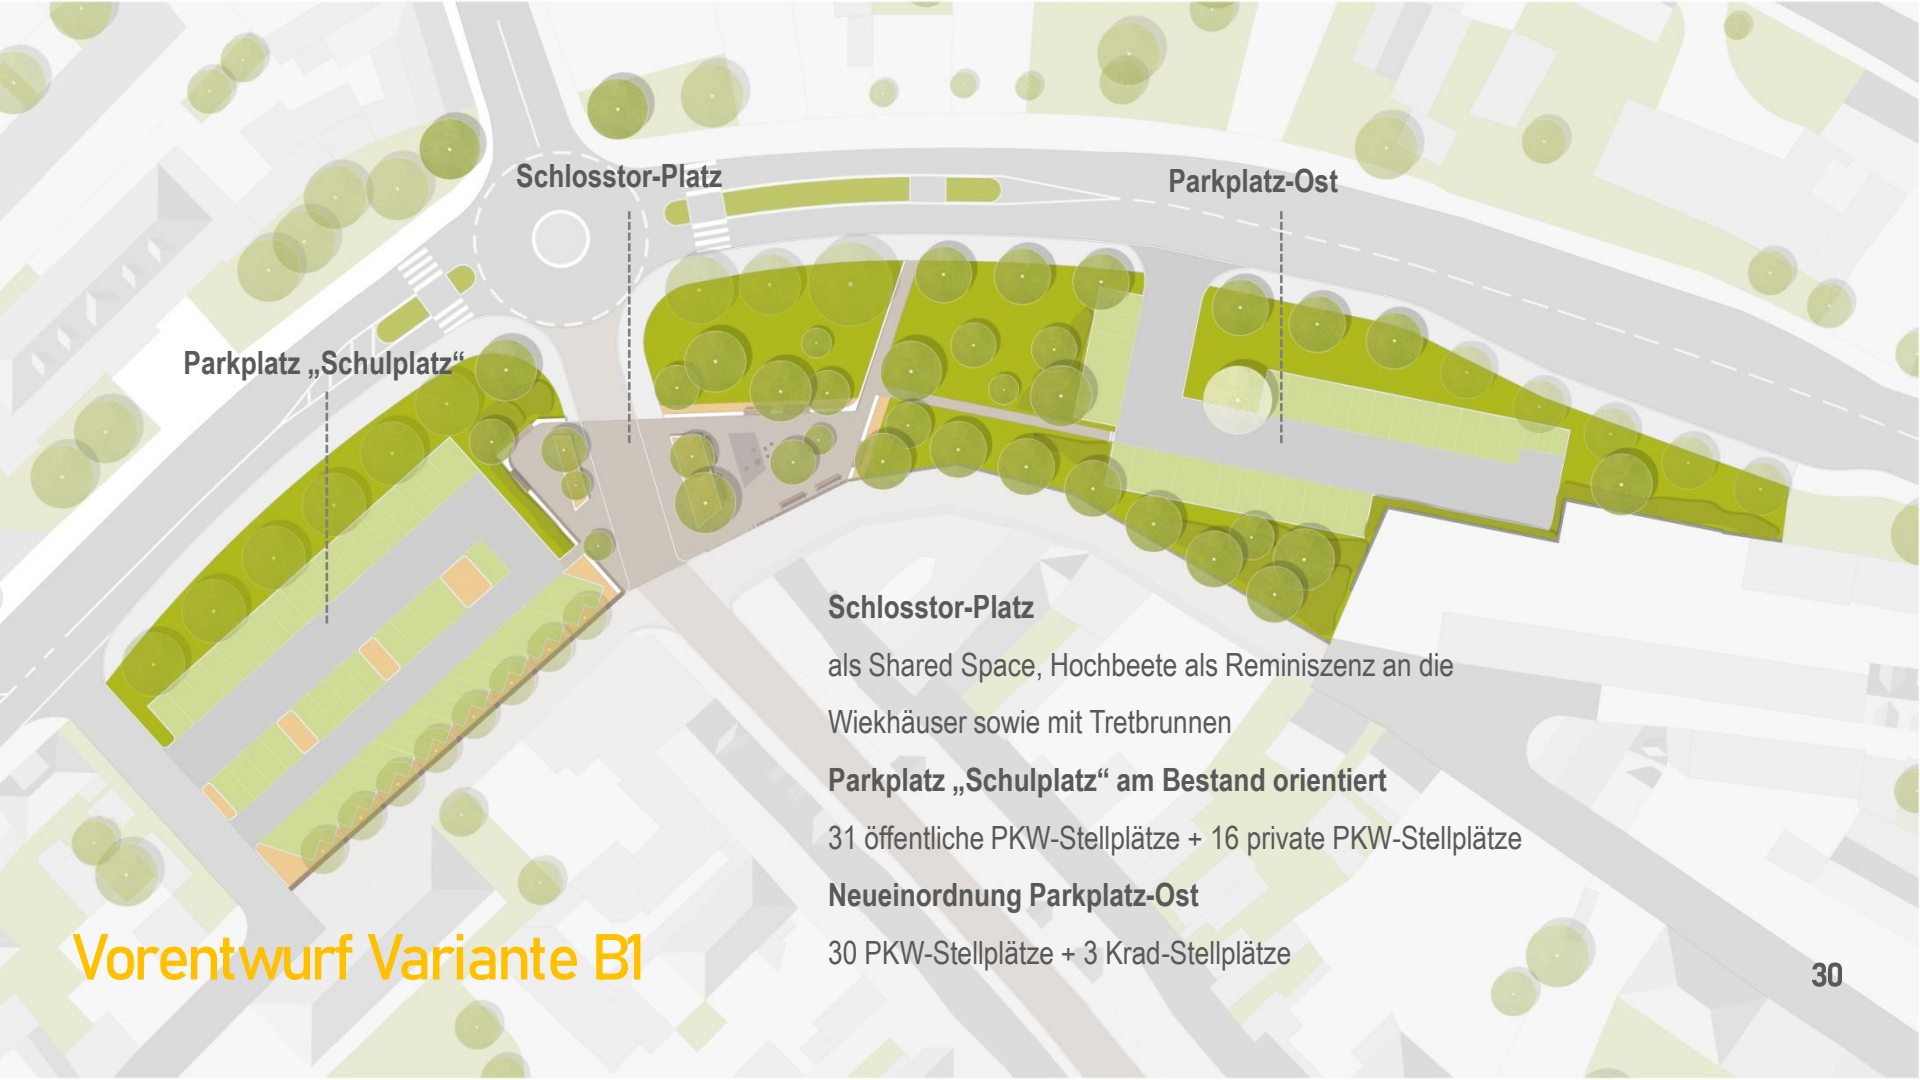 Schlosstor-Platz
Parkplatz-Ost
Parkplatz „Schulplatz“
Schlosstor-Platz
als Shared Space, Hochbeete als Reminiszenz an die
Wiekhäuser sowie mit Tretbrunnen
Parkplatz „Schulplatz“ am Bestand orientiert
31 öffentliche PKW-Stellplätze + 16 private PKW-Stellplätze
Neueinordnung Parkplatz-Ost
30 PKW-Stellplätze + 3 Krad-Stellplätze
Vorentwurf Variante B1
30